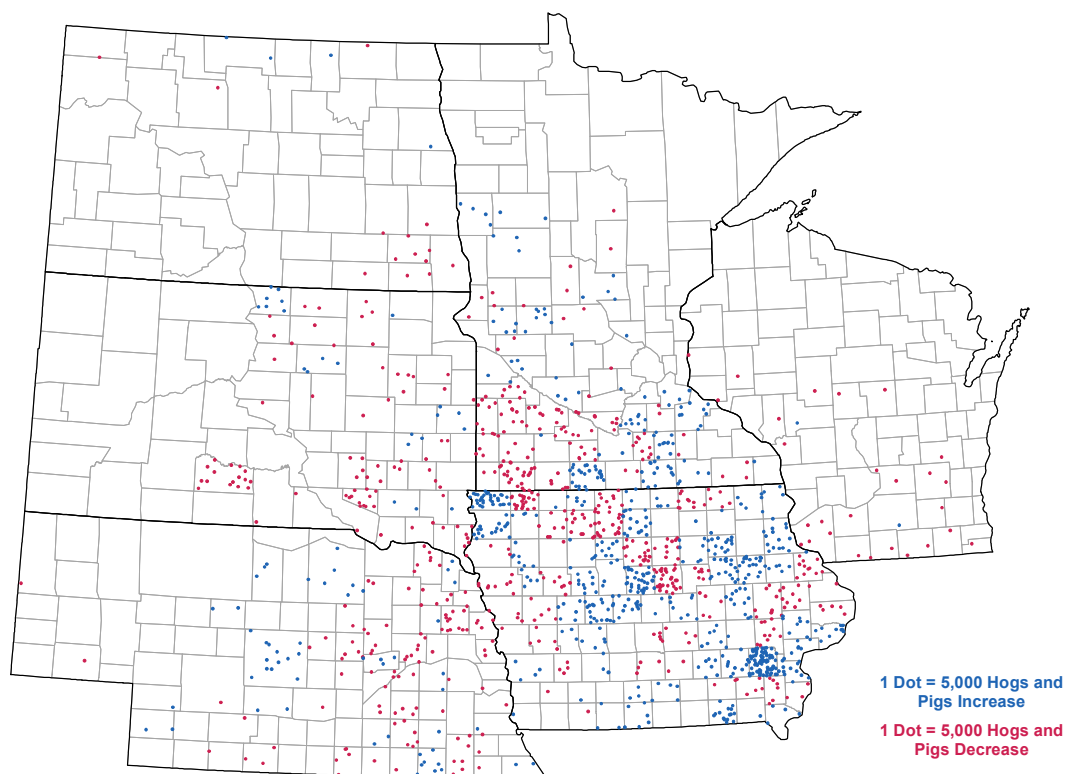 1 Dot = 5,000 Hogs and
Pigs Increase
1 Dot = 5,000 Hogs and
Pigs Decrease